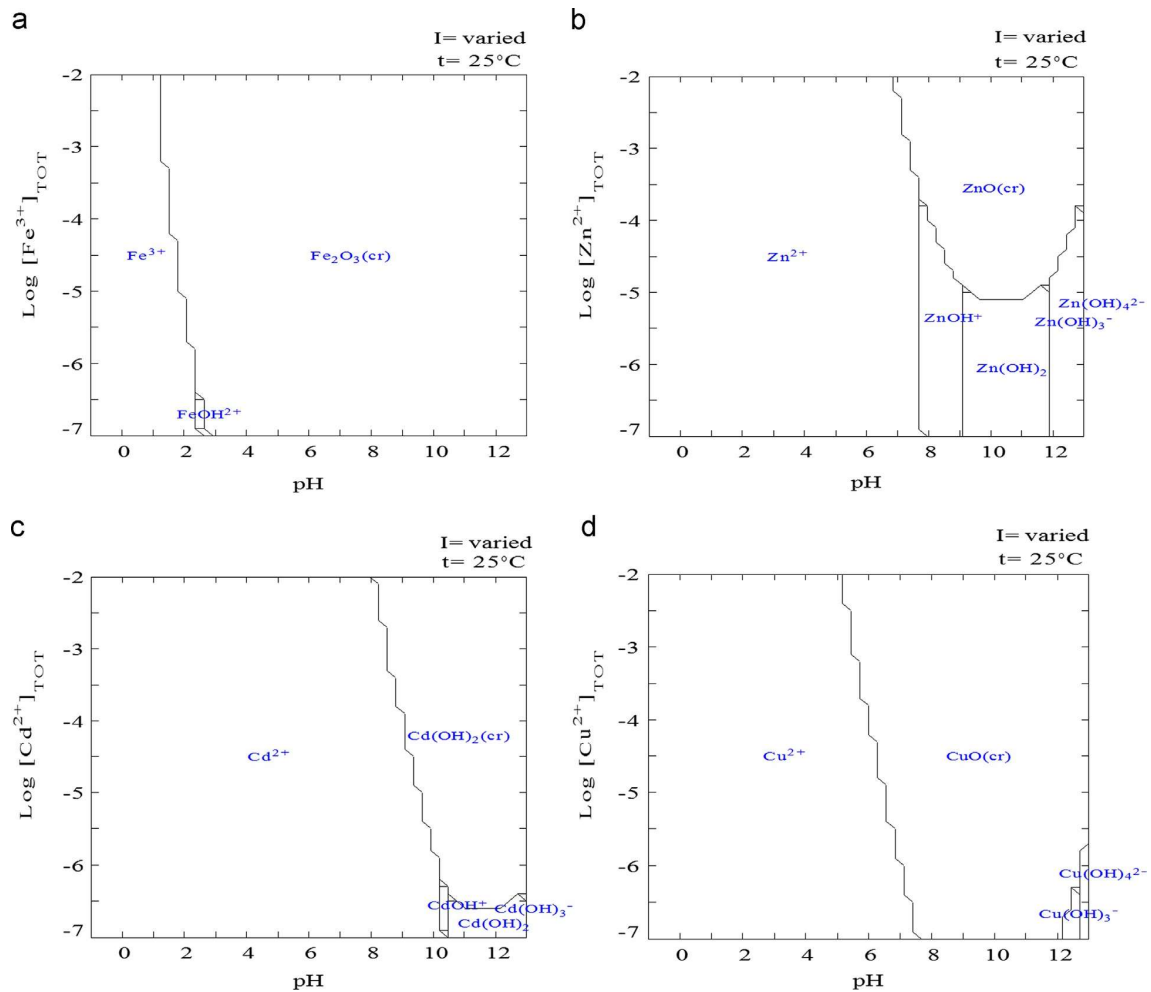 a
I= varied
t= 25°C
-2
-3
-4
-5
-6
-7
Log [Fe³⁺]TOT
Fe³⁺
Fe₂O₃(cr)
FeOH²⁺
0 2 4 6 8 10 12
pH
b
I= varied
t= 25°C
-2
-3
-4
-5
-6
-7
Log [Zn²⁺]TOT
ZnO(cr)
Zn²⁺
Zn(OH)₄²⁻
ZnOH⁺
Zn(OH)₃⁻
Zn(OH)₂
0 2 4 6 8 10 12
pH
c
I= varied
t= 25°C
-2
-3
-4
-5
-6
-7
Log [Cd²⁺]TOT
Cd(OH)₂(cr)
Cd²⁺
CdOH⁺
Cd(OH)₃⁻
Cd(OH)₂
0 2 4 6 8 10 12
pH
d
I= varied
t= 25°C
-2
-3
-4
-5
-6
-7
Log [Cu²⁺]TOT
Cu²⁺
CuO(cr)
Cu(OH)₄²⁻
Cu(OH)₃⁻
0 2 4 6 8 10 12
pH